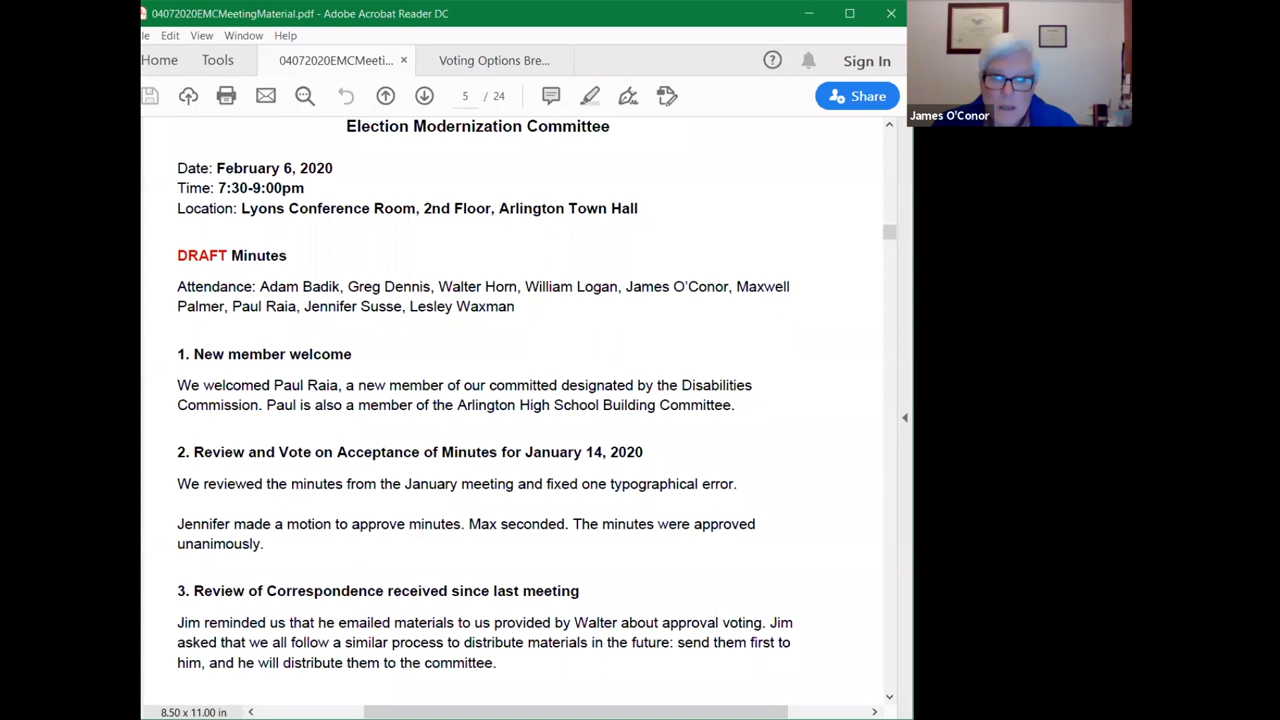 04072020EMCMeetingMaterial.pdf - Adobe Acrobat Reader DC
le Edit View Window Help
Home Tools 04072020EMCMeeti... × Voting Options Bre... Sign In
5 / 24 Share
James O'Conor
Election Modernization Committee
Date: February 6, 2020
Time: 7:30-9:00pm
Location: Lyons Conference Room, 2nd Floor, Arlington Town Hall
DRAFT Minutes
Attendance: Adam Badik, Greg Dennis, Walter Horn, William Logan, James O'Conor, Maxwell
Palmer, Paul Raia, Jennifer Susse, Lesley Waxman
1. New member welcome
We welcomed Paul Raia, a new member of our committed designated by the Disabilities
Commission. Paul is also a member of the Arlington High School Building Committee.
2. Review and Vote on Acceptance of Minutes for January 14, 2020
We reviewed the minutes from the January meeting and fixed one typographical error.
Jennifer made a motion to approve minutes. Max seconded. The minutes were approved
unanimously.
3. Review of Correspondence received since last meeting
Jim reminded us that he emailed materials to us provided by Walter about approval voting. Jim
asked that we all follow a similar process to distribute materials in the future: send them first to
him, and he will distribute them to the committee.
8.50 x 11.00 in